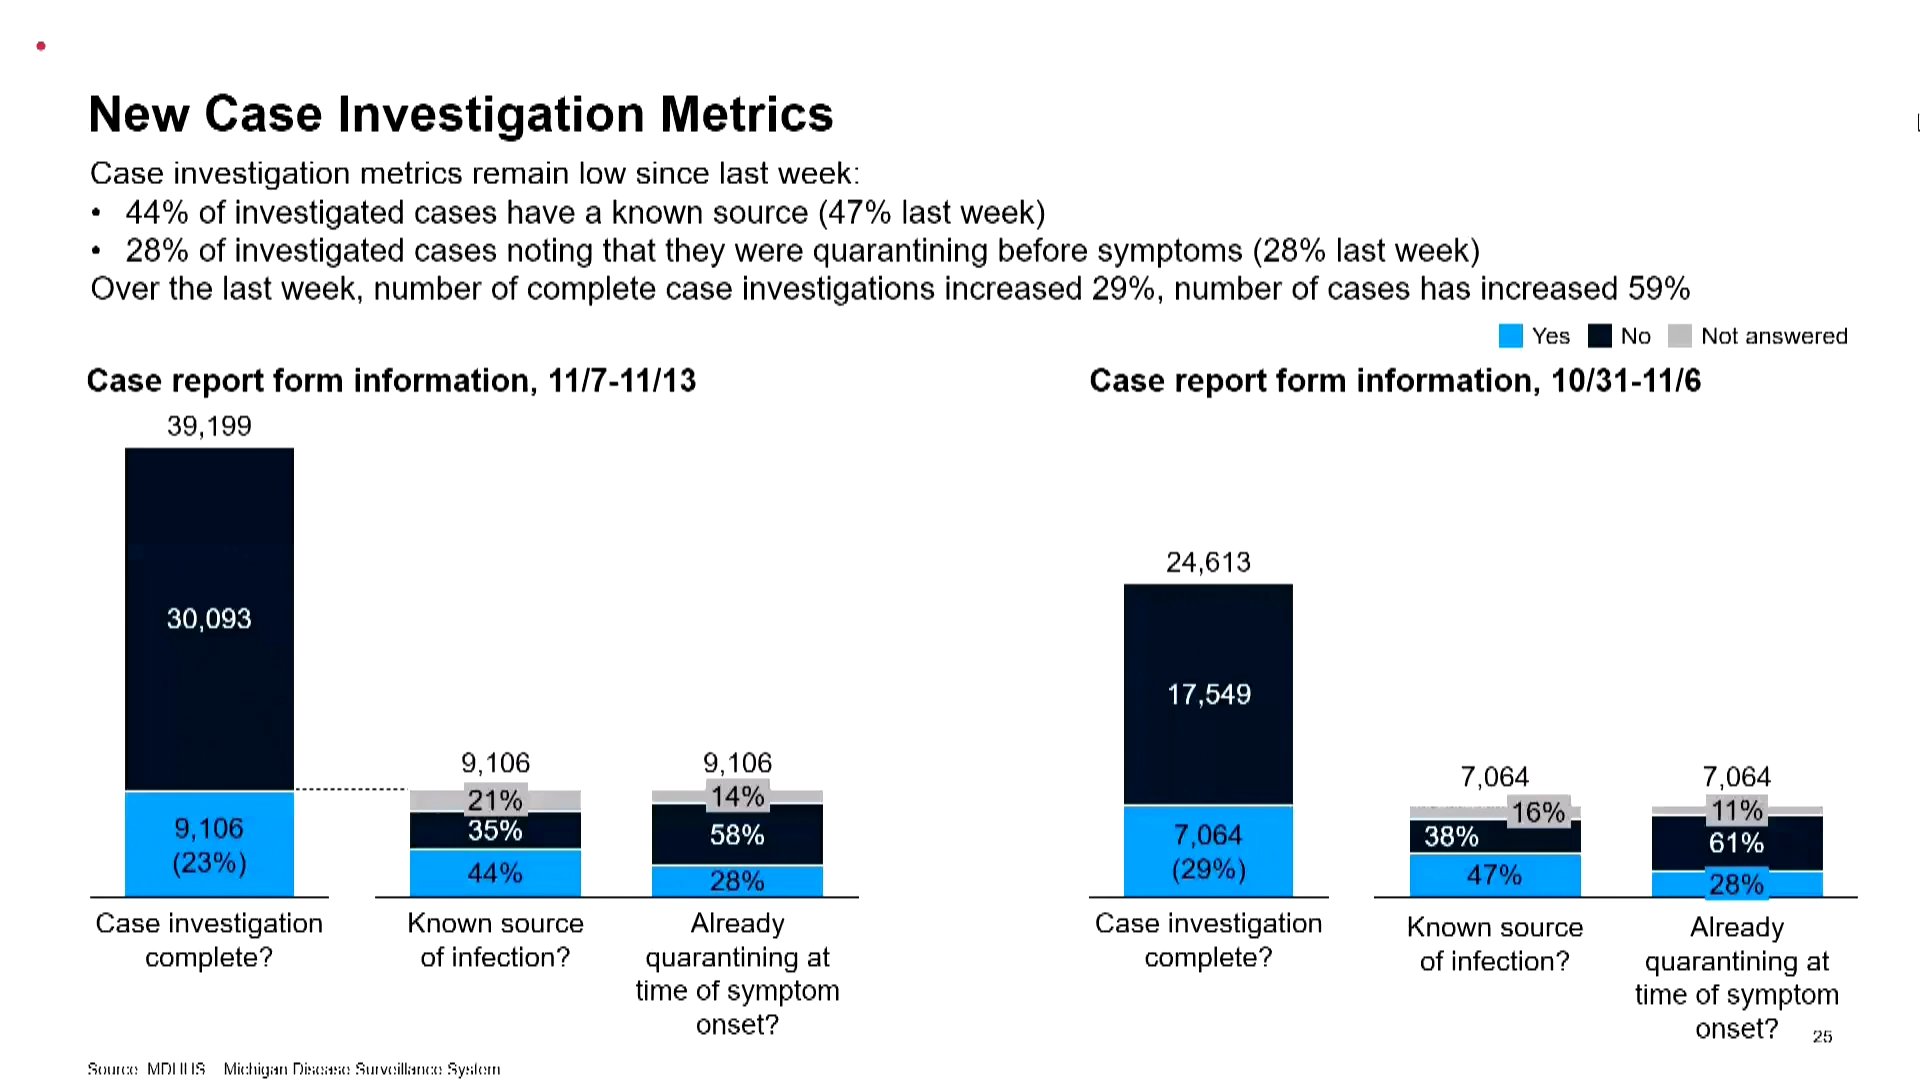 New Case Investigation Metrics
Case investigation metrics remain low since last week:
• 44% of investigated cases have a known source (47% last week)
• 28% of investigated cases noting that they were quarantining before symptoms (28% last week)
Over the last week, number of complete case investigations increased 29%, number of cases has increased 59%
Yes No Not answered
Case report form information, 11/7-11/13
39,199
30,093
9,106
(23%)
9,106
21%
35%
44%
9,106
14%
58%
28%
Case investigation
complete?
Known source
of infection?
Already
quarantining at
time of symptom
onset?
Case report form information, 10/31-11/6
24,613
17,549
7,064
(29%)
7,064
16%
38%
47%
7,064
11%
61%
28%
Case investigation
complete?
Known source
of infection?
Already
quarantining at
time of symptom
onset?
25
Source MDHHS Michigan Disease Surveillance System